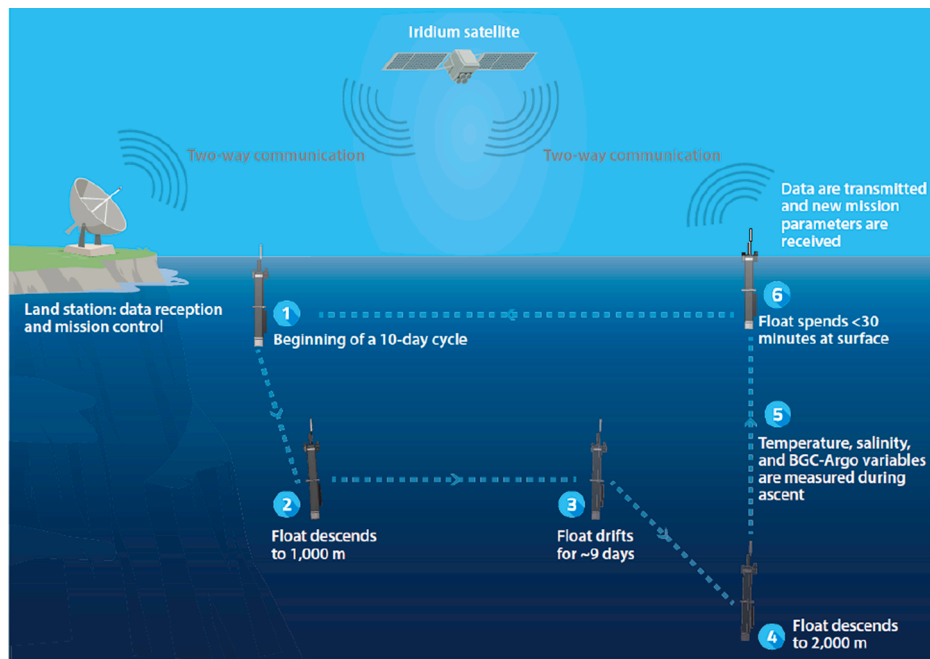 Iridium satellite
Two-way communication
Two-way communication
Data are transmitted
and new mission
parameters are
received
Land station: data reception
and mission control
1
Beginning of a 10-day cycle
6
Float spends <30
minutes at surface
5
Temperature, salinity,
and BGC-Argo variables
are measured during
ascent
2
Float descends
to 1,000 m
3
Float drifts
for ~9 days
4
Float descends
to 2,000 m